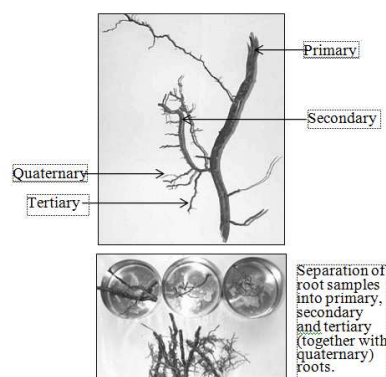 Primary
Secondary
Quaternary
Tertiary
Separation of
root samples
into primary,
secondary
and tertiary
(together with
quaternary)
roots.